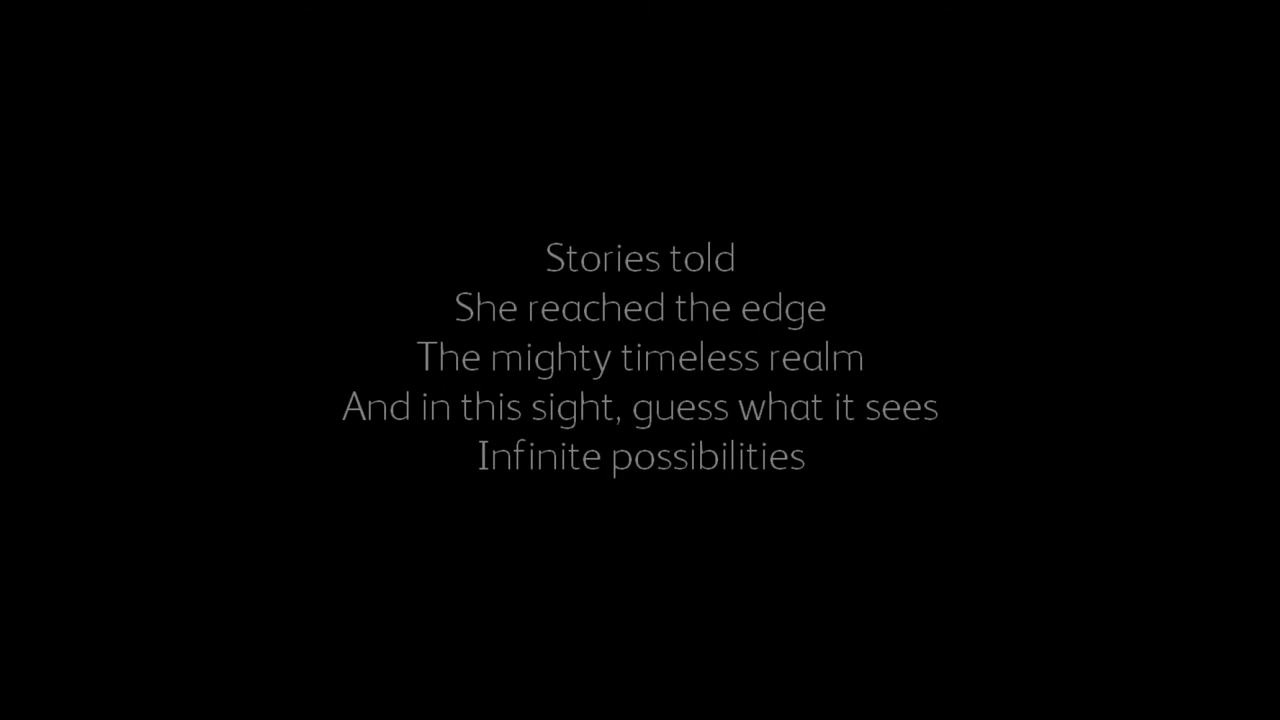 Stories told
She reached the edge
The mighty timeless realm
And in this sight, guess what it sees
Infinite possibilities